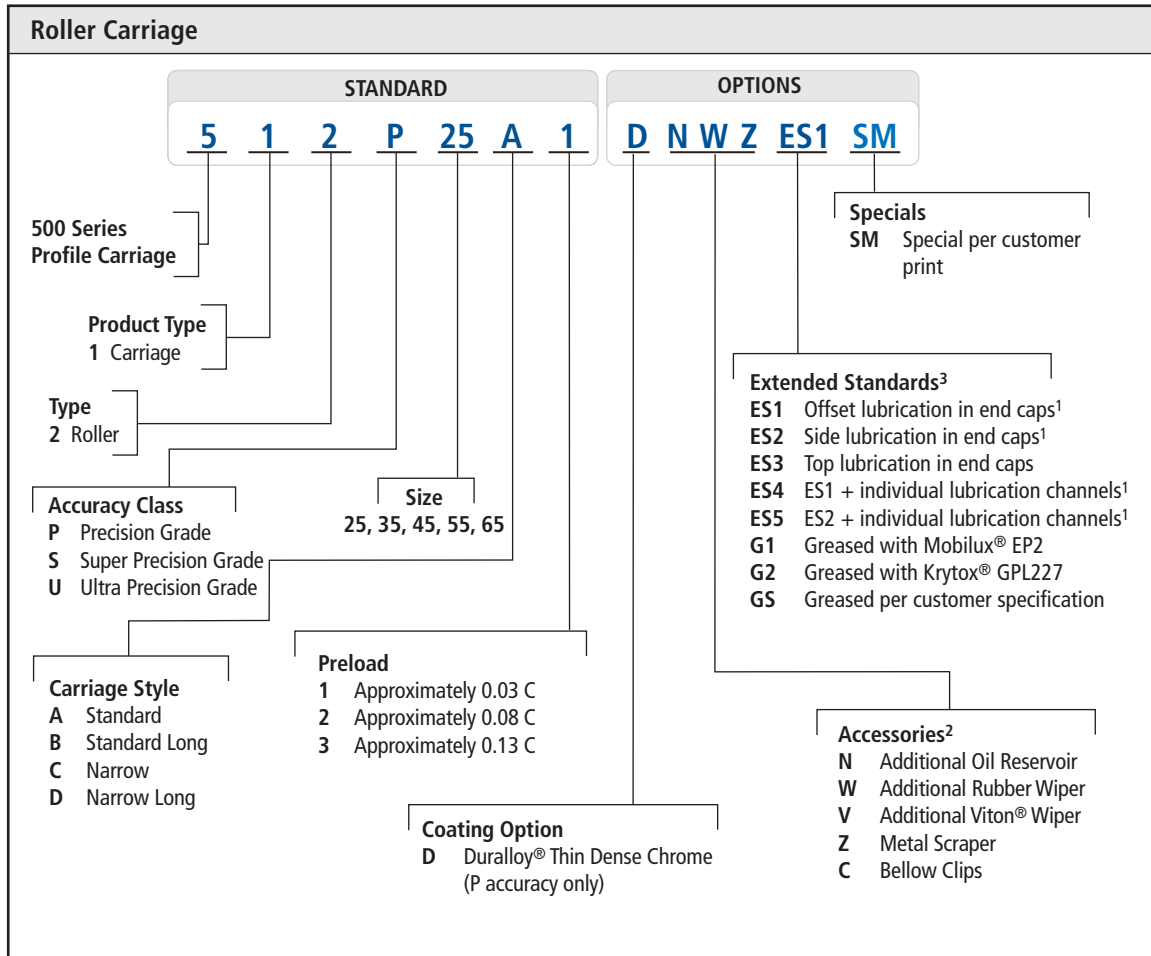 Roller Carriage
STANDARD
OPTIONS
5 1 2 P 25 A 1 D N W Z ES1 SM
500 Series
Profile Carriage
Product Type
1 Carriage
Type
2 Roller
Accuracy Class
P Precision Grade
S Super Precision Grade
U Ultra Precision Grade
Size
25, 35, 45, 55, 65
Carriage Style
A Standard
B Standard Long
C Narrow
D Narrow Long
Preload
1 Approximately 0.03 C
2 Approximately 0.08 C
3 Approximately 0.13 C
Coating Option
D Duralloy® Thin Dense Chrome
(P accuracy only)
Specials
SM Special per customer
print
Extended Standards³
ES1 Offset lubrication in end caps¹
ES2 Side lubrication in end caps¹
ES3 Top lubrication in end caps
ES4 ES1 + individual lubrication channels¹
ES5 ES2 + individual lubrication channels¹
G1 Greased with Mobilux® EP2
G2 Greased with Krytox® GPL227
GS Greased per customer specification
Accessories²
N Additional Oil Reservoir
W Additional Rubber Wiper
V Additional Viton® Wiper
Z Metal Scraper
C Bellow Clips